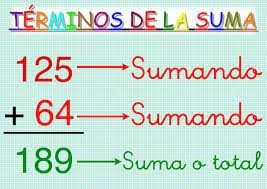 TÉRMINOS DE LA SUMA
125 → Sumando
+ 64 → Sumando
189 → Suma o total